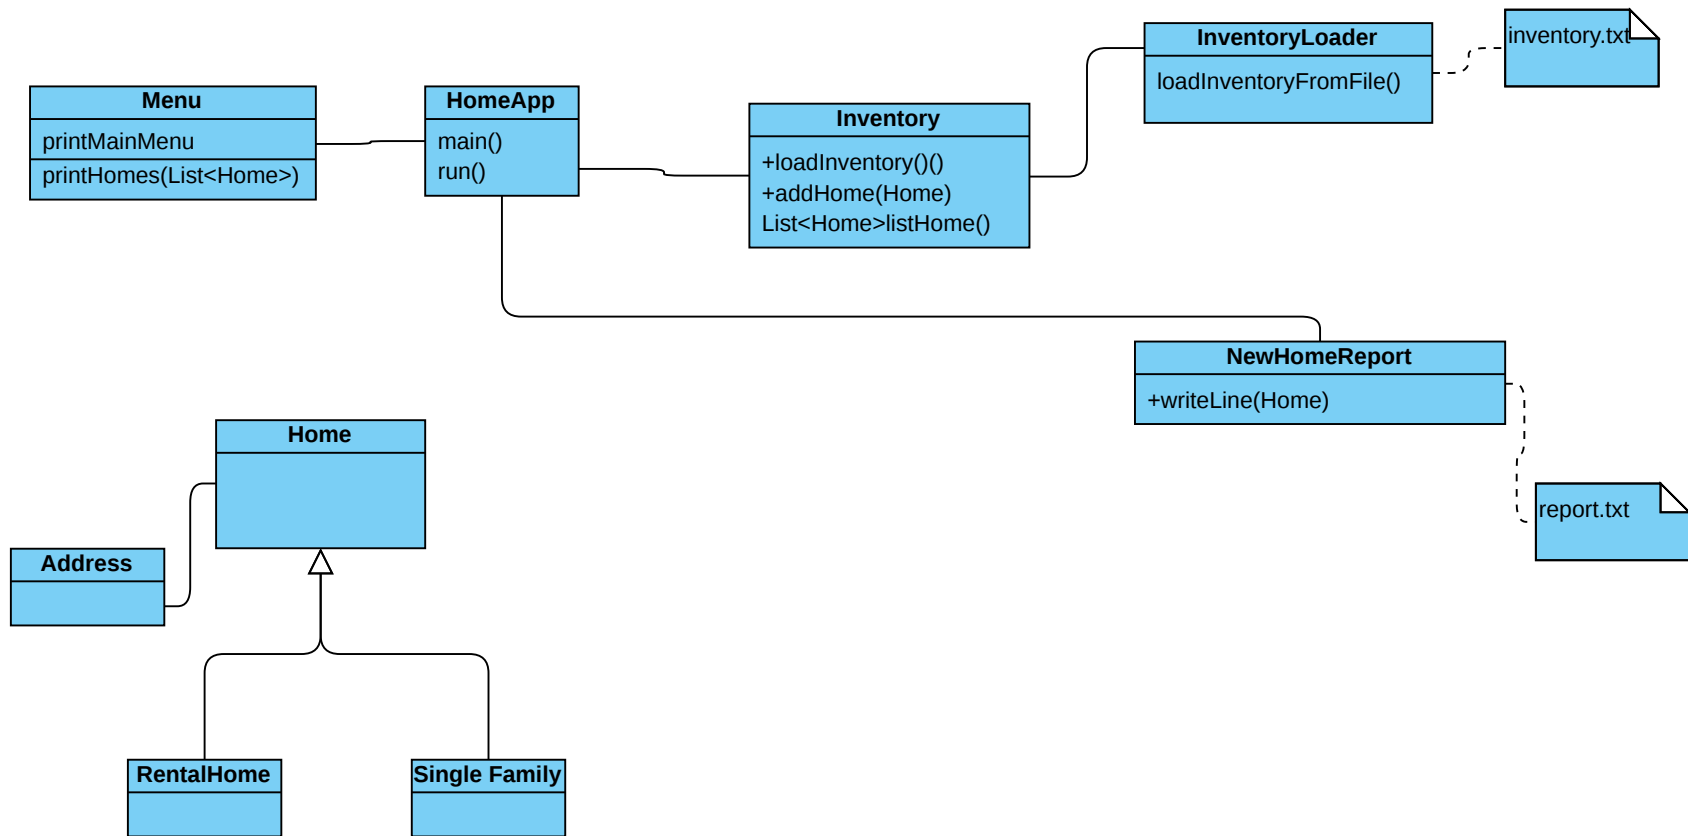 Menu
printMainMenu
printHomes(List<Home>)
HomeApp
main()
run()
Inventory
+loadInventory()()
+addHome(Home)
List<Home>listHome()
InventoryLoader
loadInventoryFromFile()
inventory.txt
NewHomeReport
+writeLine(Home)
report.txt
Home
Address
RentalHome
Single Family